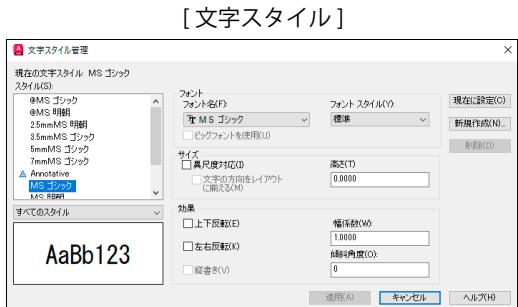 [ 文字スタイル ]
文字スタイル管理
現在の文字スタイル: MS ゴシック
スタイル(S):
@MS ゴシック
@MS 明朝
2.5mmMS 明朝
3.5mmMS ゴシック
5mmMS ゴシック
7mmMS ゴシック
Annotative
MS ゴシック
MS 明朝
すべてのスタイル
AaBb123
フォント
フォント名(F):
MS ゴシック
フォント スタイル(Y):
標準
ビッグフォントを使用(U)
サイズ
異尺度対応(I)
文字の方向をレイアウト
に揃える(M)
高さ(T)
0.0000
効果
上下反転(E)
左右反転(K)
縦書き(V)
幅係数(W):
1.0000
傾斜角度(O):
0
現在に設定(C)
新規作成(N)...
削除(D)
適用(A)
キャンセル
ヘルプ(H)